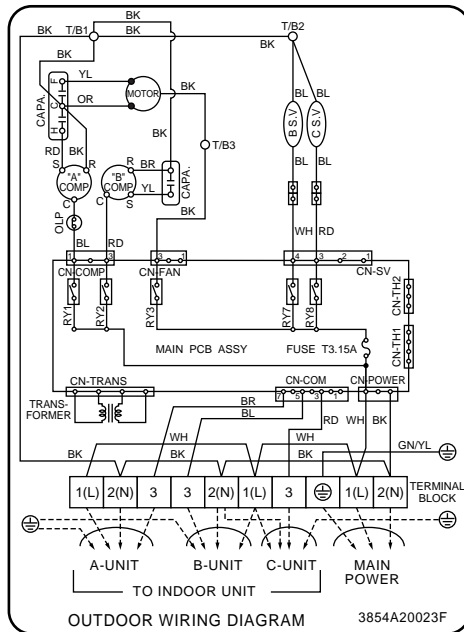 BK T/B1 BK T/B2
BK BK
BK
YL
MOTOR
BK
OR
CAPA.
F
C
H
BK
BL BL
B S.V
C S.V
RD BK
T/B3
S R
"A" COMP
R BR
"B" COMP
YL
C S
CAPA.
BL BL
C
OLP
BK
BL RD
WH RD
1 3 3 1 4 3 2 1
CN-COMP CN-FAN CN-SV
CN-TH2
RY1 RY2 RY3 RY7 RY8
CN-TH1
MAIN PCB ASSY FUSE T3.15A
CN-TRANS CN-COM CN-POWER
7 5 3 1
TRANS-
FORMER
BR
BL
RD WH BK
WH WH GN/YL
BK BK BK
1(L) 2(N) 3 3 2(N) 1(L) 3 1(L) 2(N)
TERMINAL
BLOCK
A-UNIT B-UNIT C-UNIT MAIN
POWER
TO INDOOR UNIT
OUTDOOR WIRING DIAGRAM 3854A20023F